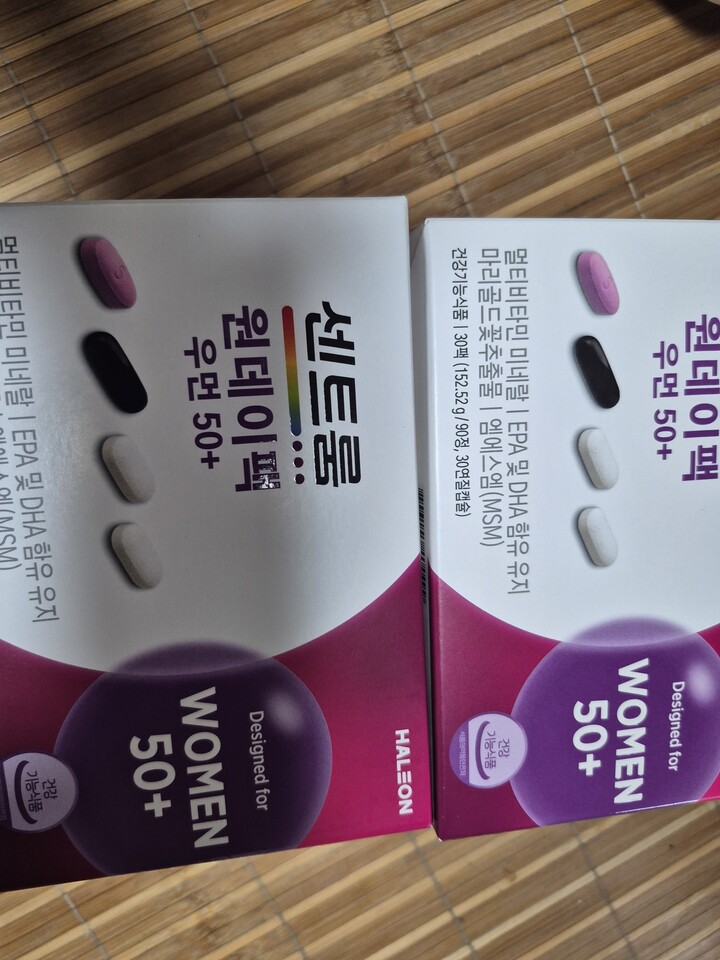 센트룸
원데이팩
우먼 50+
멀티비타민 미네랄 | EPA 및 DHA 함유 유지
엠에스엠(MSM)
Designed for
WOMEN
50+
건강
기능식품
HALEON
원데이팩
우먼 50+
멀티비타민 미네랄 | EPA 및 DHA 함유 유지
마리골드꽃추출물 | 엠에스엠(MSM)
건강기능식품 | 30팩 (152.52 g / 90정, 30연질캡슐)
Designed for
WOMEN
50+
건강
기능식품